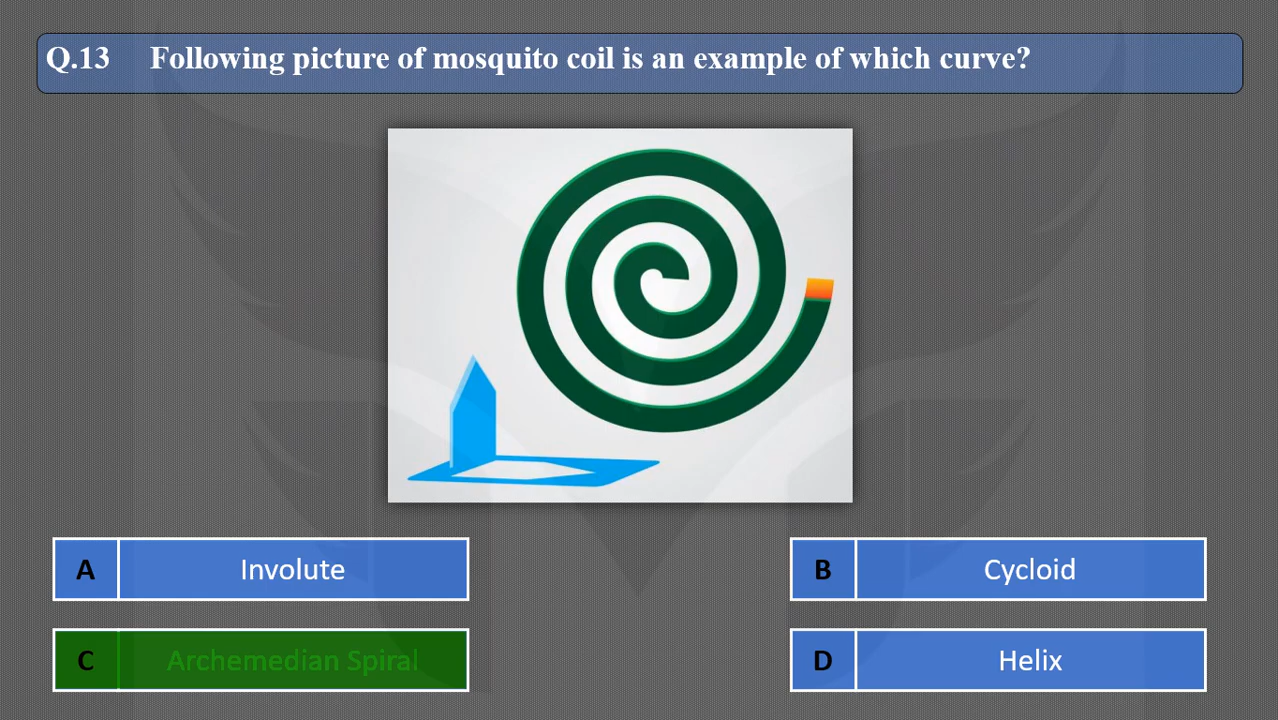 Q.13 Following picture of mosquito coil is an example of which curve?
A Involute
B Cycloid
C Archemedian Spiral
D Helix